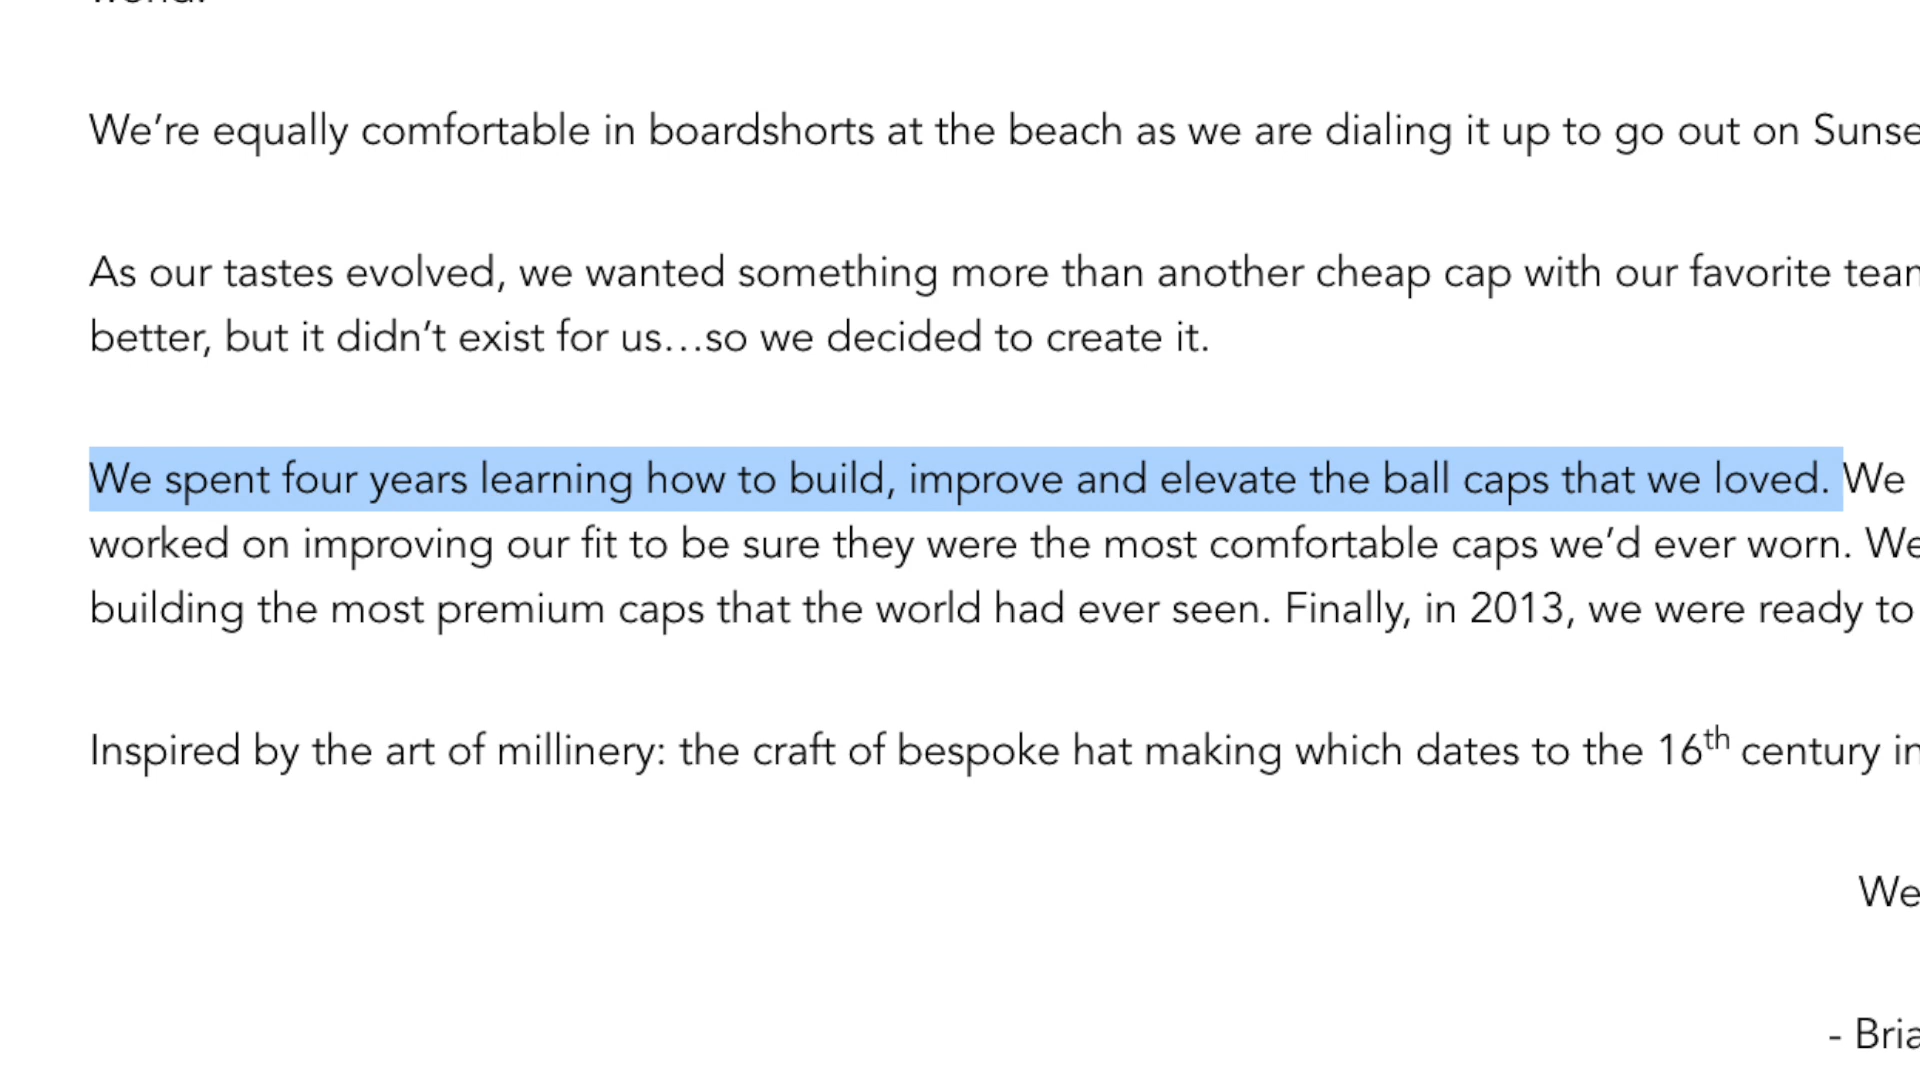 We’re equally comfortable in boardshorts at the beach as we are dialing it up to go out on
As our tastes evolved, we wanted something more than another cheap cap with our favorite
better, but it didn’t exist for us…so we decided to create it.
We spent four years learning how to build, improve and elevate the ball caps that we loved. We
worked on improving our fit to be sure they were the most comfortable caps we’d ever worn. We
building the most premium caps that the world had ever seen. Finally, in 2013, we were ready to
Inspired by the art of millinery: the craft of bespoke hat making which dates to the 16th century in
We
-